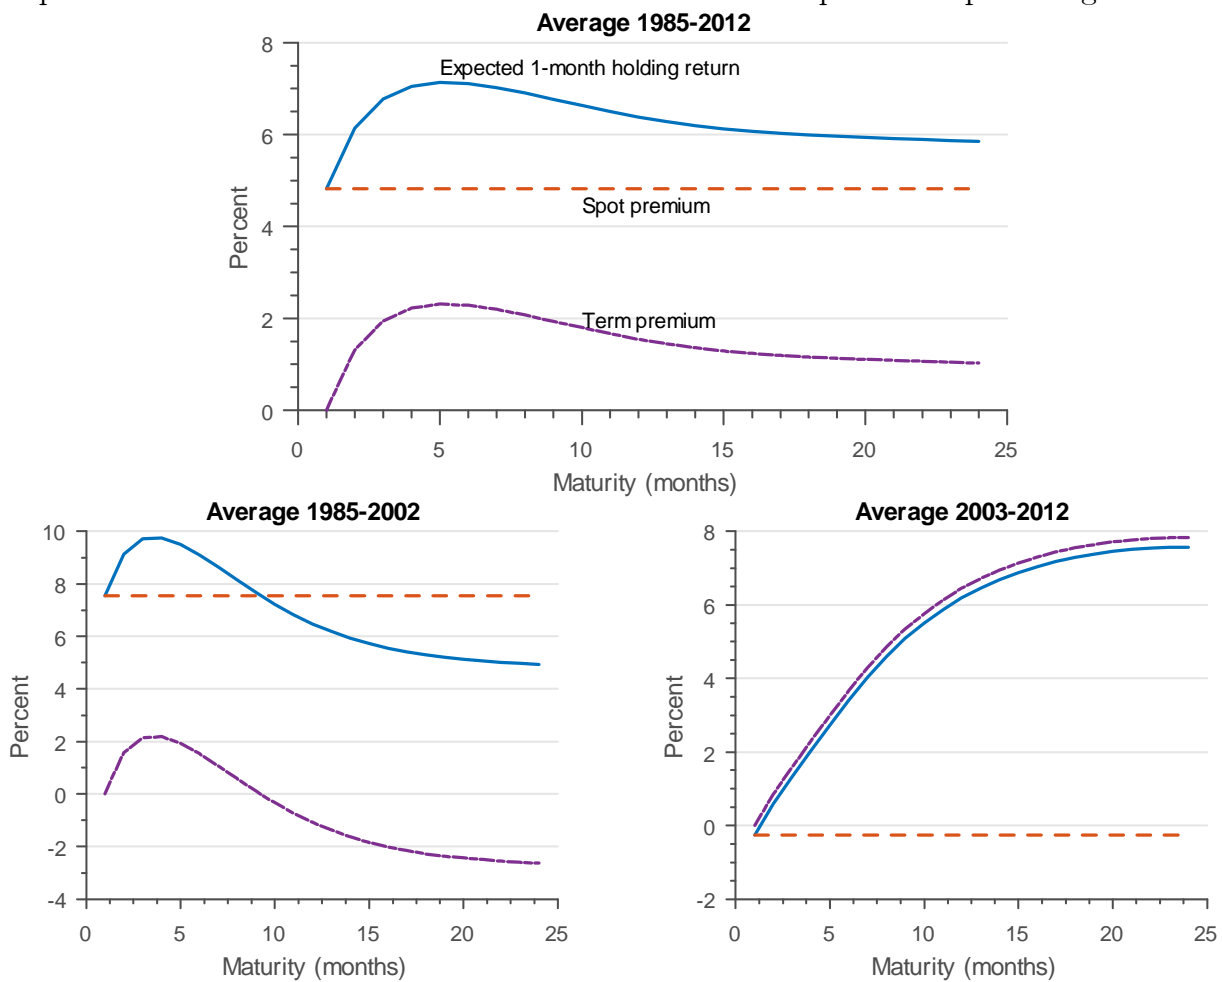 Average 1985-2012
8
Expected 1-month holding return
6
Spot premium
4
Percent
2
Term premium
0
0 5 10 15 20 25
Maturity (months)
Average 1985-2002
10
8
6
4
2
0
-2
-4
Percent
0 5 10 15 20 25
Maturity (months)
Average 2003-2012
8
6
4
2
0
-2
Percent
0 5 10 15 20 25
Maturity (months)